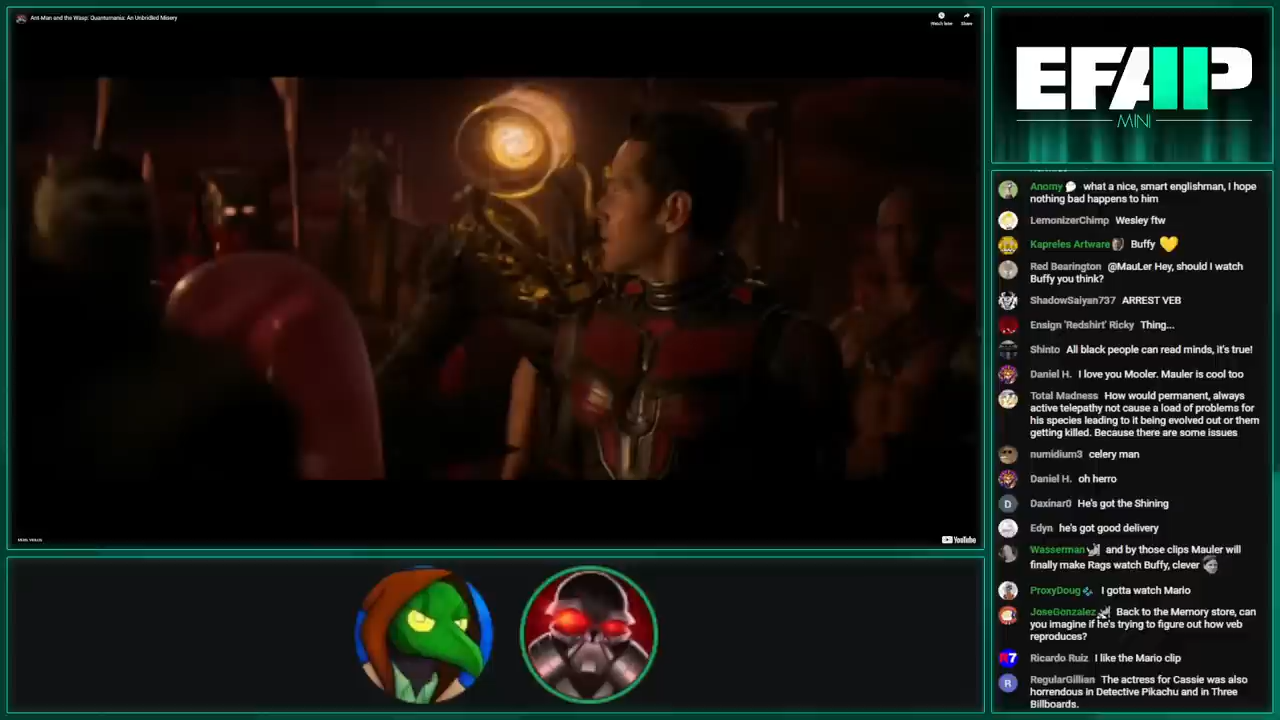 Ant-Man and the Wasp: Quantumania: An Unbridled Misery
Watch later
Share
EFAP
MINI
Anomy what a nice, smart englishman, I hope
nothing bad happens to him
LemonizerChimp Wesley ftw
Kapreles Artware Buffy
Red Bearington @MauLer Hey, should I watch
Buffy you think?
ShadowSaiyan737 ARREST VEB
Ensign 'Redshirt' Ricky Thing...
Shinto All black people can read minds, it's true!
Daniel H. I love you Mooler. Mauler is cool too
Total Madness How would permanent, always
active telepathy not cause a load of problems for
his species leading to it being evolved out or them
getting killed. Because there are some issues
numidium3 celery man
Daniel H. oh herro
D
Daxinar0 He's got the Shining
Edyn he's got good delivery
Wasserman and by those clips Mauler will
finally make Rags watch Buffy, clever
ProxyDoug I gotta watch Mario
JoseGonzalez Back to the Memory store, can
you imagine if he's trying to figure out how veb
reproduces?
R7
Ricardo Ruiz I like the Mario clip
R
RegularGillian The actress for Cassie was also
horrendous in Detective Pikachu and in Three
Billboards.
MORE VIDEOS
YouTube